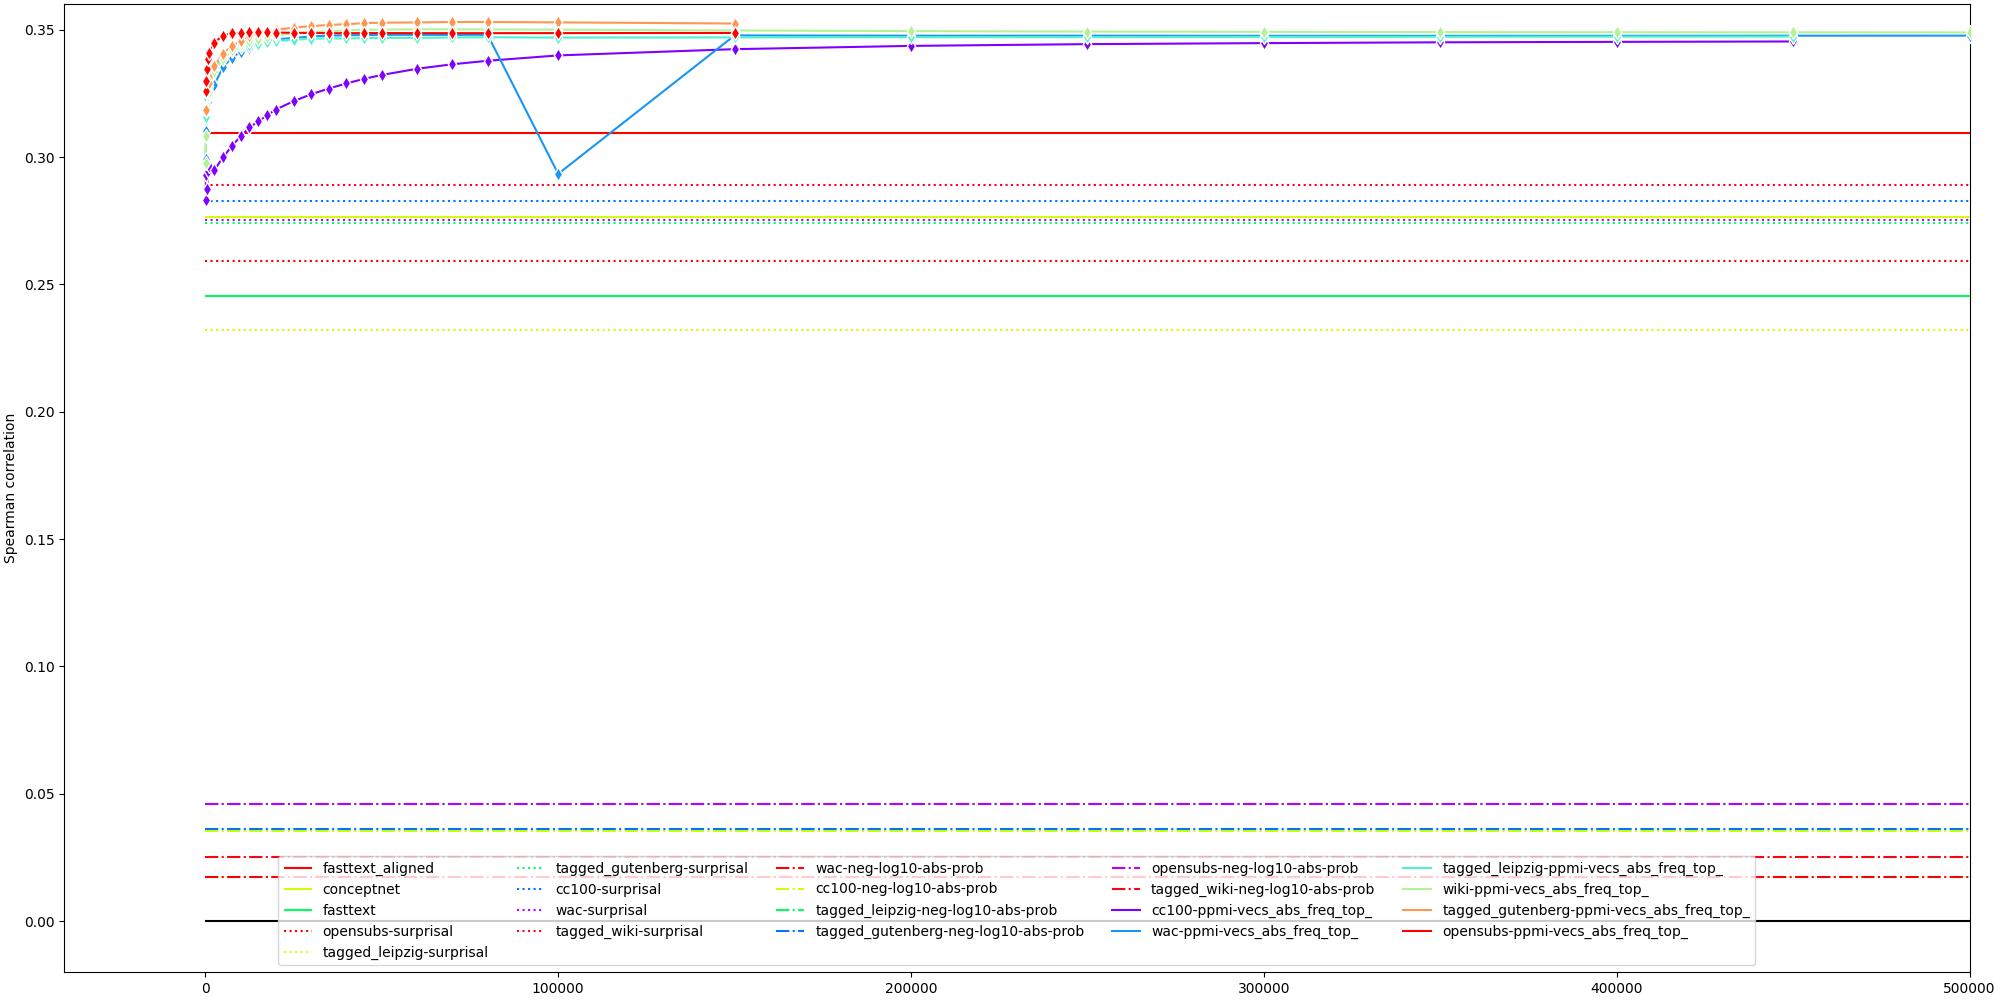 0.35
0.30
0.25
0.20
0.15
0.10
0.05
0.00
Spearman correlation
fasttext_aligned
conceptnet
fasttext
opensubs-surprisal
tagged_leipzig-surprisal
tagged_gutenberg-surprisal
cc100-surprisal
wac-surprisal
tagged_wiki-surprisal
wac-neg-log10-abs-prob
cc100-neg-log10-abs-prob
tagged_leipzig-neg-log10-abs-prob
tagged_gutenberg-neg-log10-abs-prob
opensubs-neg-log10-abs-prob
tagged_wiki-neg-log10-abs-prob
cc100-ppmi-vecs_abs_freq_top_
wac-ppmi-vecs_abs_freq_top_
tagged_leipzig-ppmi-vecs_abs_freq_top_
wiki-ppmi-vecs_abs_freq_top_
tagged_gutenberg-ppmi-vecs_abs_freq_top_
opensubs-ppmi-vecs_abs_freq_top_
0 100000 200000 300000 400000 500000